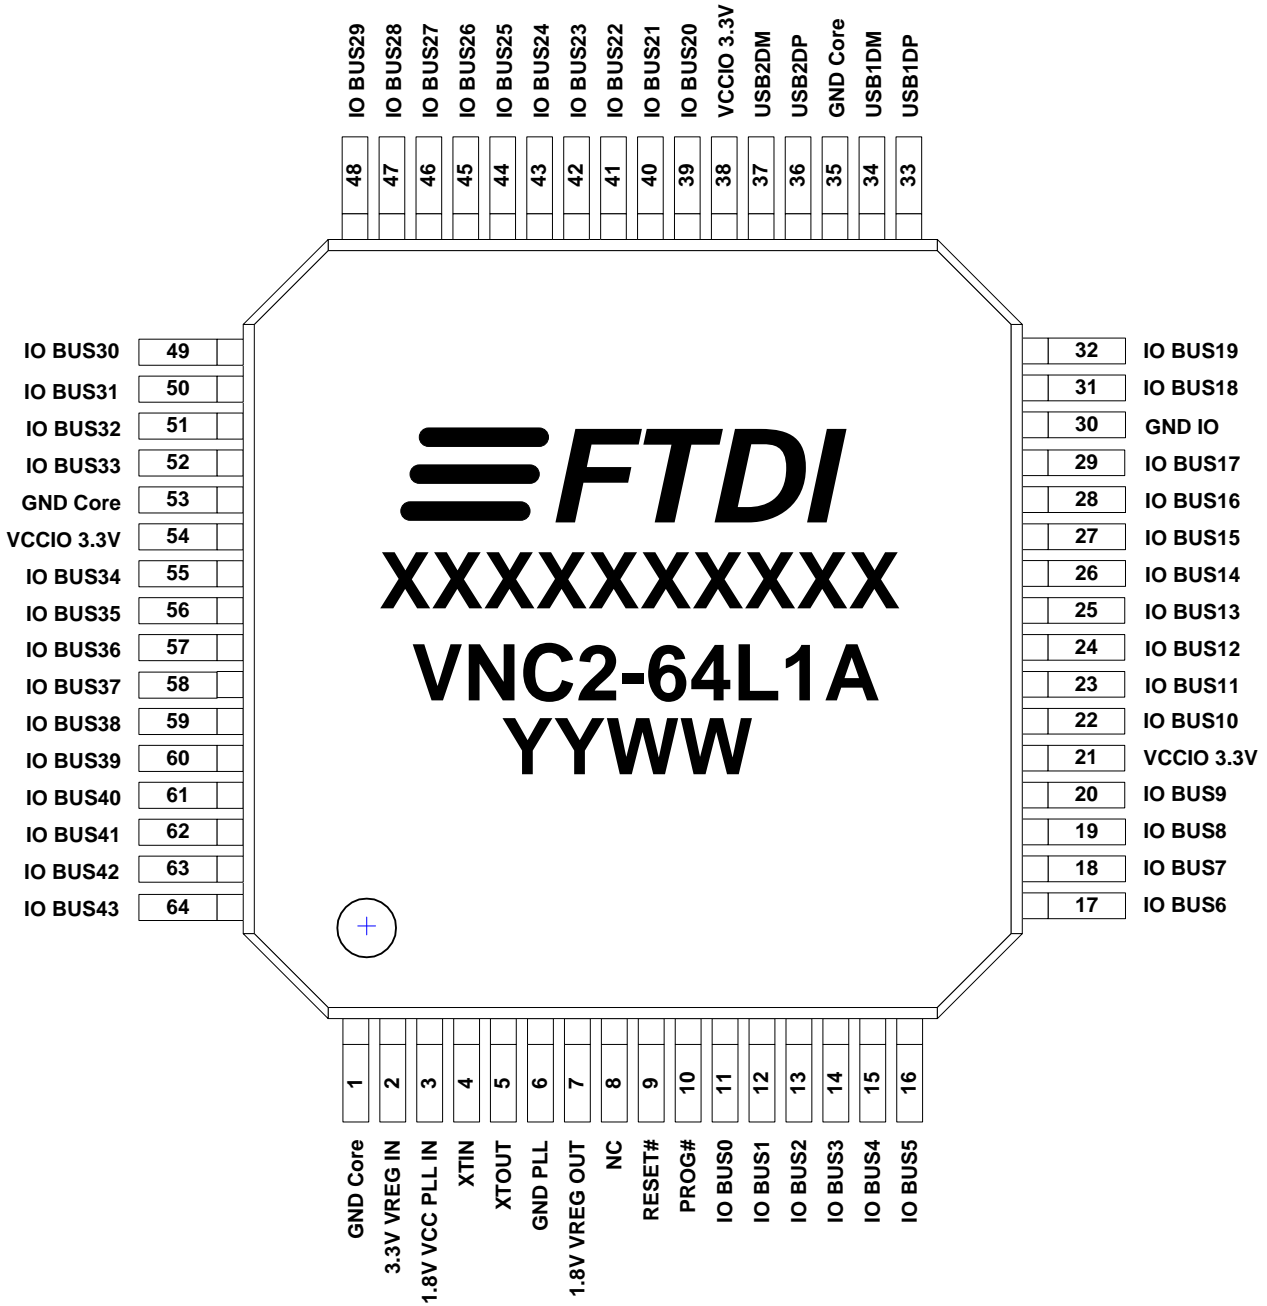 IO BUS29
IO BUS28
IO BUS27
IO BUS26
IO BUS25
IO BUS24
IO BUS23
IO BUS22
IO BUS21
IO BUS20
VCCIO 3.3V
USB2DM
USB2DP
GND Core
USB1DM
USB1DP
48
47
46
45
44
43
42
41
40
39
38
37
36
35
34
33
IO BUS30 49
IO BUS31 50
IO BUS32 51
IO BUS33 52
GND Core 53
VCCIO 3.3V 54
IO BUS34 55
IO BUS35 56
IO BUS36 57
IO BUS37 58
IO BUS38 59
IO BUS39 60
IO BUS40 61
IO BUS41 62
IO BUS42 63
IO BUS43 64
FTDI
XXXXXXXXXX
VNC2-64L1A
YYWW
32 IO BUS19
31 IO BUS18
30 GND IO
29 IO BUS17
28 IO BUS16
27 IO BUS15
26 IO BUS14
25 IO BUS13
24 IO BUS12
23 IO BUS11
22 IO BUS10
21 VCCIO 3.3V
20 IO BUS9
19 IO BUS8
18 IO BUS7
17 IO BUS6
1
2
3
4
5
6
7
8
9
10
11
12
13
14
15
16
GND Core
3.3V VREG IN
1.8V VCC PLL IN
XTIN
XTOUT
GND PLL
1.8V VREG OUT
NC
RESET#
PROG#
IO BUS0
IO BUS1
IO BUS2
IO BUS3
IO BUS4
IO BUS5